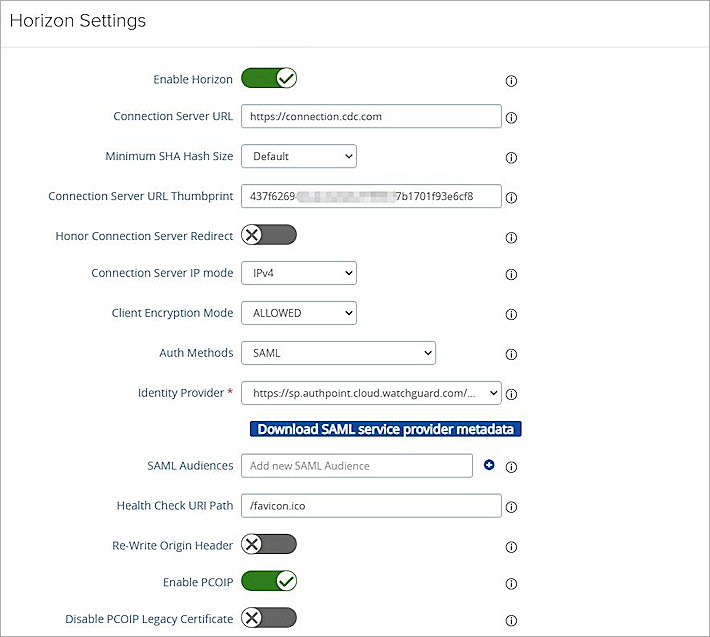 Horizon Settings
Enable Horizon
Connection Server URL https://connection.cdc.com
Minimum SHA Hash Size Default
Connection Server URL Thumbprint 437f6269 7b1701f93e6cf8
Honor Connection Server Redirect
Connection Server IP mode IPv4
Client Encryption Mode ALLOWED
Auth Methods SAML
Identity Provider * https://sp.authpoint.cloud.watchguard.com/...
Download SAML service provider metadata
SAML Audiences Add new SAML Audience
Health Check URI Path /favicon.ico
Re-Write Origin Header
Enable PCOIP
Disable PCOIP Legacy Certificate